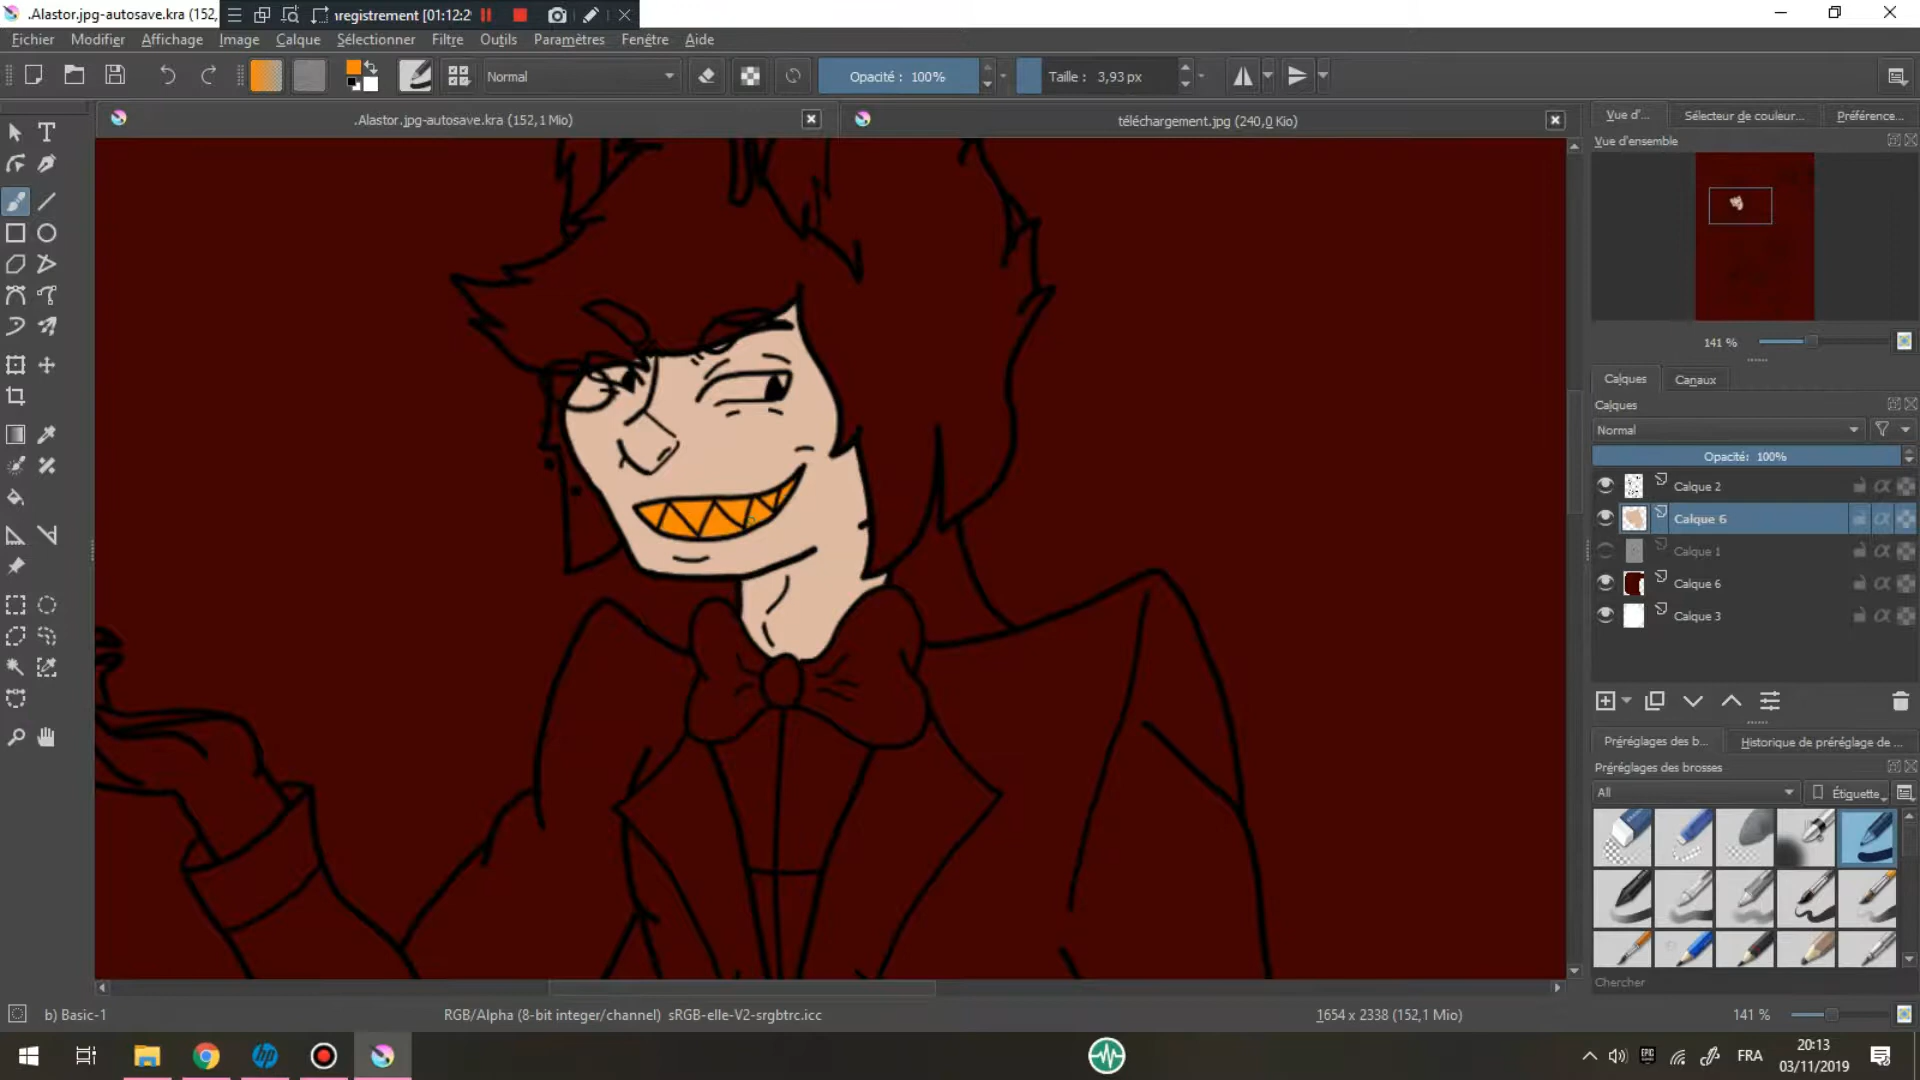 .Alastor.jpg-autosave.kra (152,
nregistrement [01:12:2
Fichier Modifier Affichage Image Calque Sélectionner Filtre Outils Paramètres Fenêtre Aide
Normal
Opacité : 100%
Taille : 3,93 px
.Alastor.jpg-autosave.kra (152,1 Mio)
téléchargement.jpg (240,0 Kio)
Vue d'... Sélecteur de couleur... Préférence...
Vue d'ensemble
141 %
Calques Canaux
Calques
Normal
Opacité: 100%
Calque 2
Calque 6
Calque 1
Calque 6
Calque 3
Préréglages des b... Historique de préréglage de ...
Préréglages des brosses
All
Étiquette
Chercher
b) Basic-1
RGB/Alpha (8-bit integer/channel) sRGB-elle-V2-srgbtrc.icc
1654 x 2338 (152,1 Mio)
141 %
hp
EPIC
FRA
20:13
03/11/2019